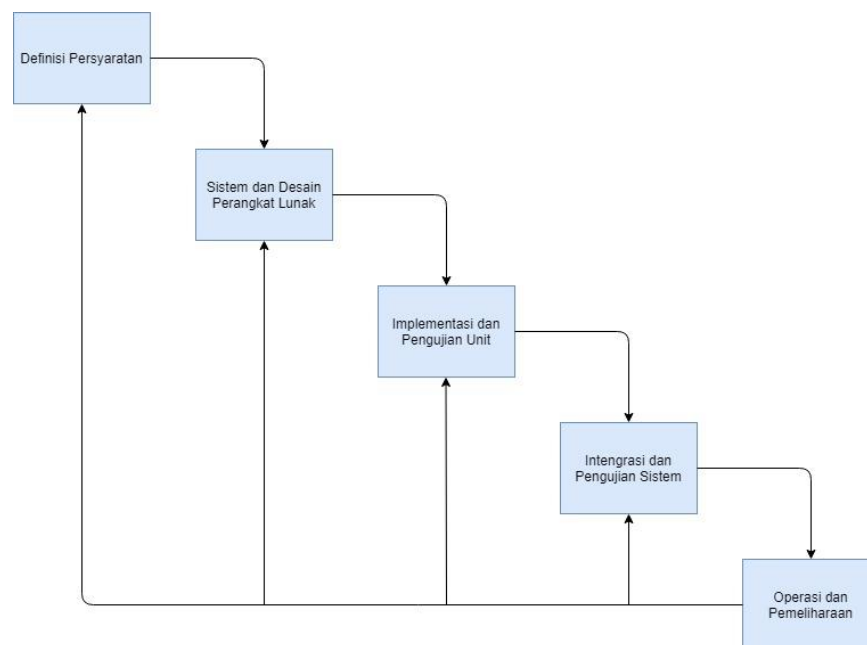 Definisi Persyaratan
Sistem dan Desain
Perangkat Lunak
Implementasi dan
Pengujian Unit
Intengrasi dan
Pengujian Sistem
Operasi dan
Pemeliharaan